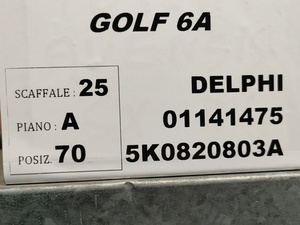 GOLF 6A
SCAFFALE : 25
PIANO : A
POSIZ. 70
DELPHI
01141475
5K0820803A